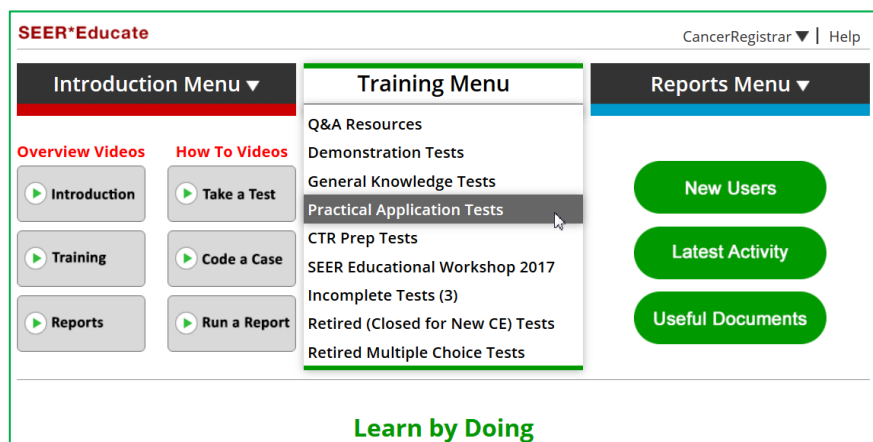 SEER*Educate
CancerRegistrar ▼ | Help
Introduction Menu ▼
Training Menu
Reports Menu ▼
Overview Videos
How To Videos
Introduction
Take a Test
Training
Code a Case
Reports
Run a Report
Q&A Resources
Demonstration Tests
General Knowledge Tests
Practical Application Tests
CTR Prep Tests
SEER Educational Workshop 2017
Incomplete Tests (3)
Retired (Closed for New CE) Tests
Retired Multiple Choice Tests
New Users
Latest Activity
Useful Documents
Learn by Doing